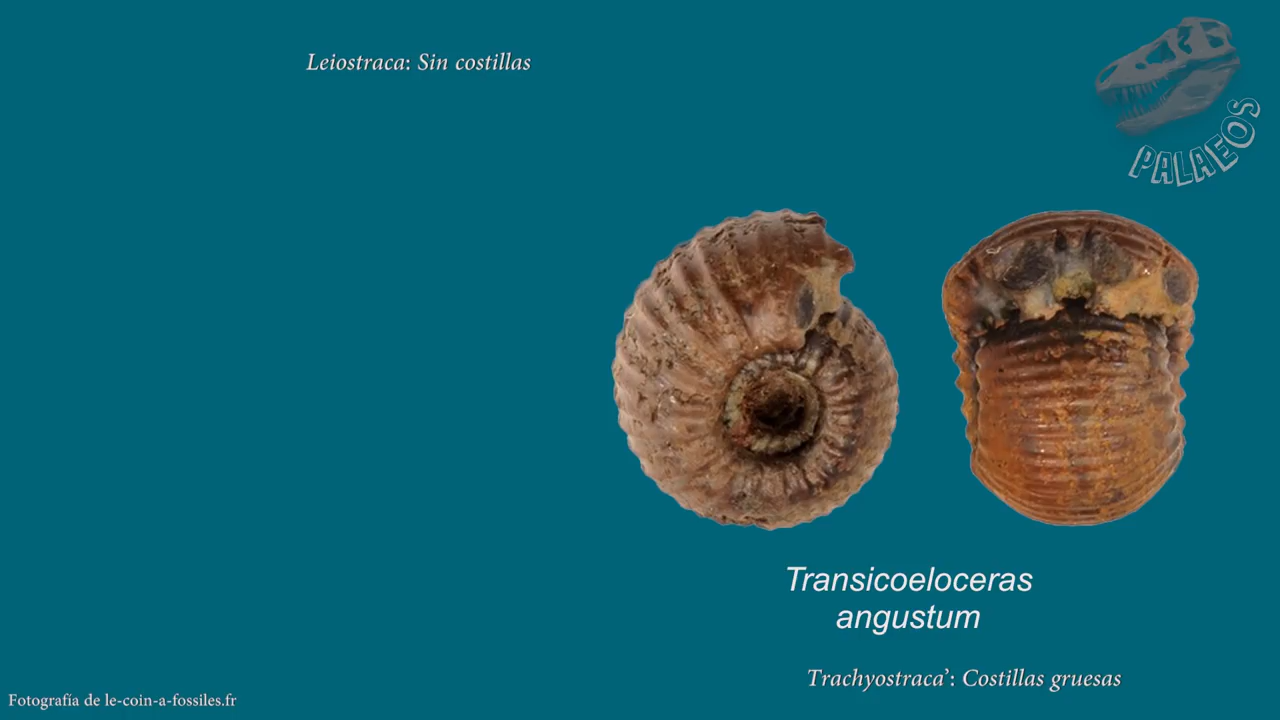 Leiostraca: Sin costillas
PALAEOS
Transicoeloceras
angustum
Trachyostraca’: Costillas gruesas
Fotografía de le-coin-a-fossiles.fr